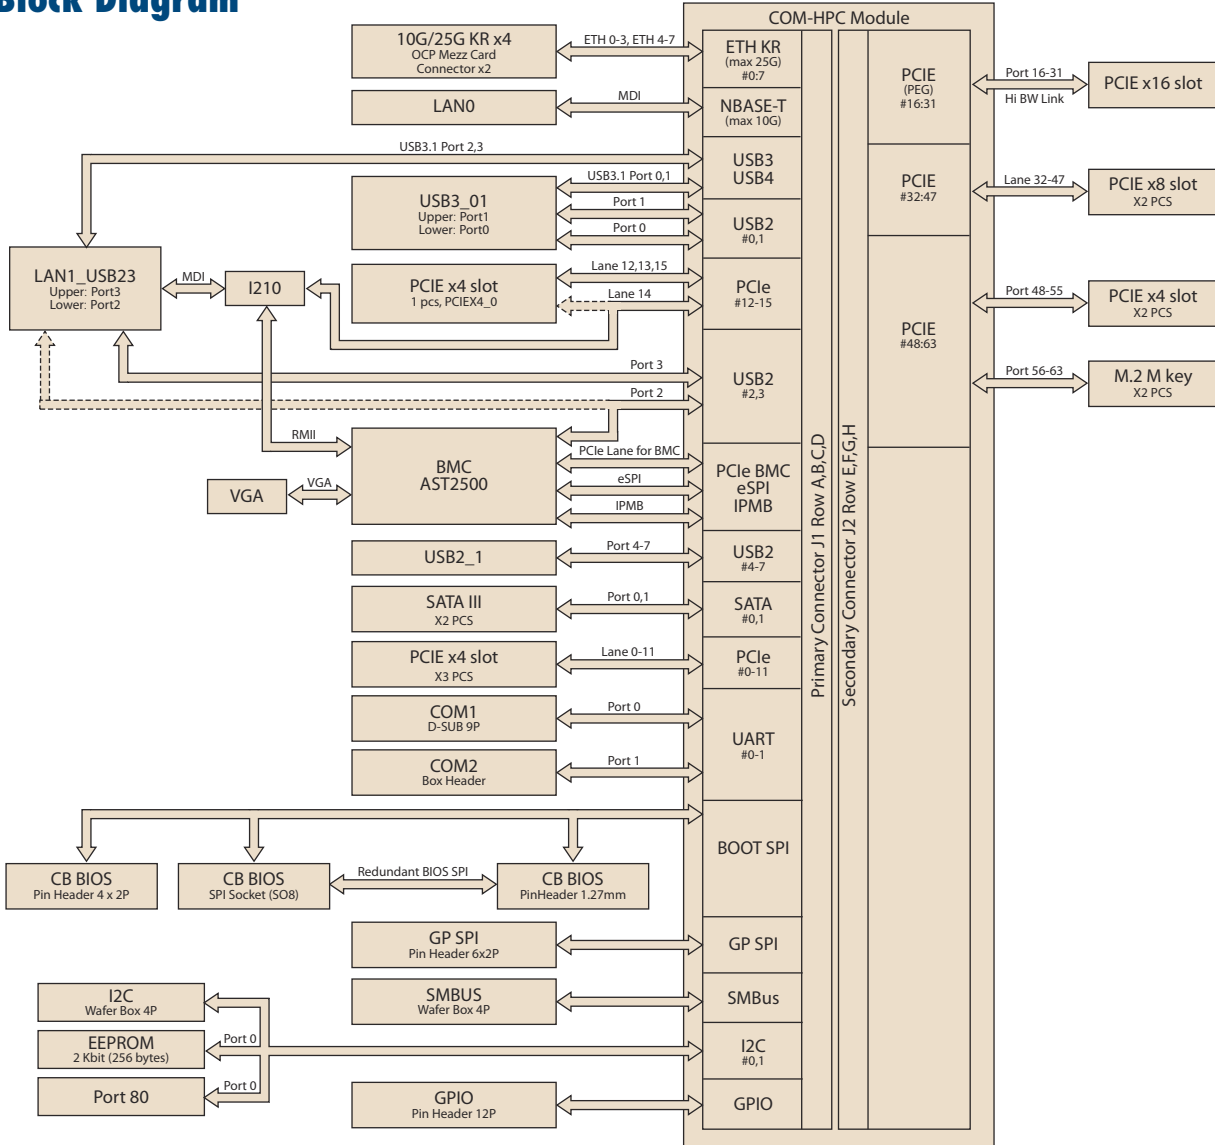 Block Diagram
COM-HPC Module
10G/25G KR x4
OCP Mezz Card
Connector x2
ETH 0-3, ETH 4-7
ETH KR
(max 25G)
#0:7
LAN0
MDI
NBASE-T
(max 10G)
USB3.1 Port 2,3
USB3
USB4
USB3_01
Upper: Port1
Lower: Port0
USB3.1 Port 0,1
Port 1
Port 0
USB2
#0,1
LAN1_USB23
Upper: Port3
Lower: Port2
MDI
I210
PCIE x4 slot
1 pcs, PCIEX4_0
Lane 12,13,15
Lane 14
PCIe
#12-15
Port 3
Port 2
USB2
#2,3
RMII
VGA
VGA
BMC
AST2500
PCIe Lane for BMC
eSPI
IPMB
PCIe BMC
eSPI
IPMB
USB2_1
Port 4-7
USB2
#4-7
SATA III
X2 PCS
Port 0,1
SATA
#0,1
PCIE x4 slot
X3 PCS
Lane 0-11
PCIe
#0-11
COM1
D-SUB 9P
Port 0
COM2
Box Header
Port 1
UART
#0-1
BOOT SPI
CB BIOS
Pin Header 4 x 2P
CB BIOS
SPI Socket (SO8)
Redundant BIOS SPI
CB BIOS
PinHeader 1.27mm
GP SPI
Pin Header 6x2P
GP SPI
SMBUS
Wafer Box 4P
SMBus
I2C
Wafer Box 4P
EEPROM
2 Kbit (256 bytes)
Port 0
Port 80
Port 0
I2C
#0,1
GPIO
Pin Header 12P
GPIO
Primary Connector J1 Row A,B,C,D
Secondary Connector J2 Row E,F,G,H
PCIE
(PEG)
#16:31
Port 16-31
Hi BW Link
PCIE x16 slot
PCIE
#32:47
Lane 32-47
PCIE x8 slot
X2 PCS
PCIE
#48:63
Port 48-55
PCIE x4 slot
X2 PCS
Port 56-63
M.2 M key
X2 PCS